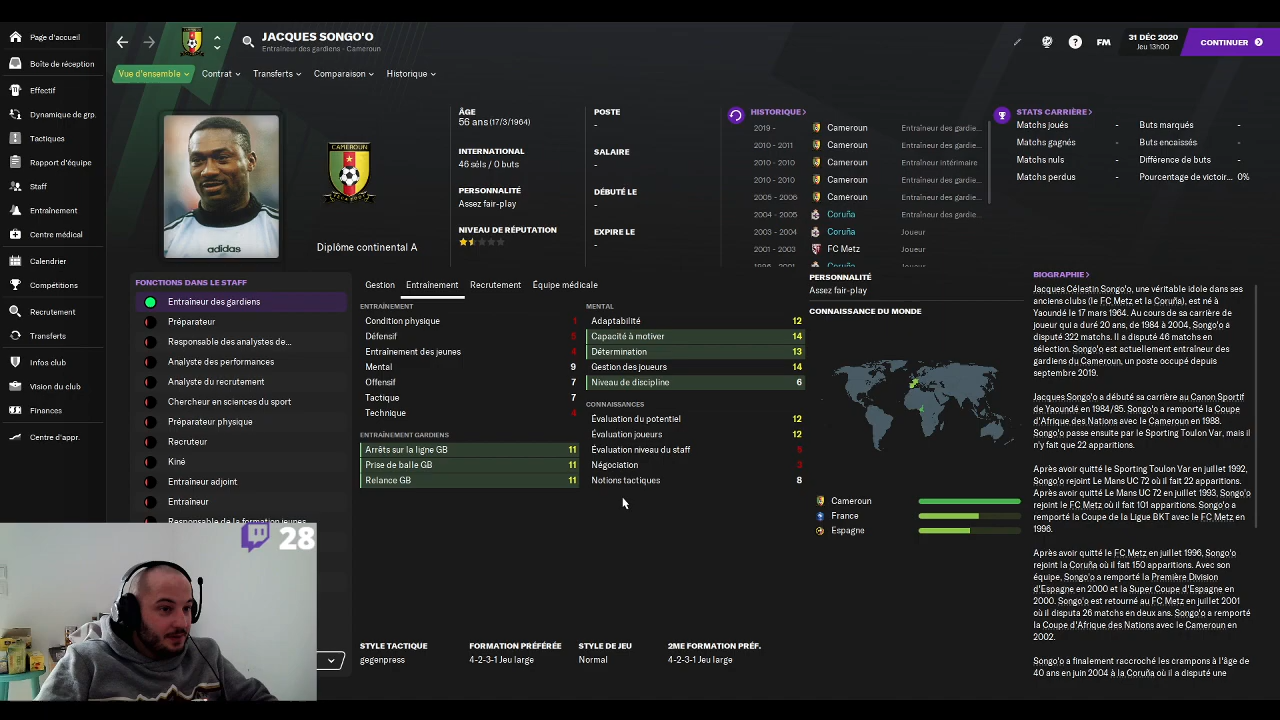 Page d'accueil
Boîte de réception
Effectif
Dynamique de grp.
Tactiques
Rapport d'équipe
Staff
Entraînement
Centre médical
Calendrier
Compétitions
Recrutement
Transferts
Infos club
Vision du club
Finances
Centre d'appr.
JACQUES SONGO'O
Entraîneur des gardiens - Cameroun
FM
31 DÉC 2020
Jeu 13h00
CONTINUER
Vue d'ensemble
Contrat
Transferts
Comparaison
Historique
adidas
CAMEROUN
Diplôme continental A
ÂGE
56 ans (17/3/1964)
INTERNATIONAL
46 séls / 0 buts
PERSONNALITÉ
Assez fair-play
NIVEAU DE RÉPUTATION
POSTE
-
SALAIRE
-
DÉBUTÉ LE
-
EXPIRE LE
-
HISTORIQUE
2019 - Cameroun Entraîneur des gardie...
2010 - 2011 Cameroun Entraîneur des gardie...
2010 - 2010 Cameroun Entraîneur intérimaire
2010 - 2010 Cameroun Entraîneur des gardie...
2005 - 2006 Cameroun Entraîneur des gardie...
2004 - 2005 Coruña Entraîneur des gardie...
2003 - 2004 Coruña Joueur
2001 - 2003 FC Metz Joueur
STATS CARRIÈRE
Matchs joués - Buts marqués -
Matchs gagnés - Buts encaissés -
Matchs nuls - Différence de buts -
Matchs perdus - Pourcentage de victoir... 0%
FONCTIONS DANS LE STAFF
Entraîneur des gardiens
Préparateur
Responsable des analystes de...
Analyste des performances
Analyste du recrutement
Chercheur en sciences du sport
Préparateur physique
Recruteur
Kiné
Entraîneur adjoint
Entraîneur
Responsable de la formation jeunes
28
Gestion
Entraînement
Recrutement
Équipe médicale
ENTRAÎNEMENT
Condition physique 1
Défensif 5
Entraînement des jeunes 4
Mental 9
Offensif 7
Tactique 7
Technique 4
ENTRAÎNEMENT GARDIENS
Arrêts sur la ligne GB 11
Prise de balle GB 11
Relance GB 11
MENTAL
Adaptabilité 12
Capacité à motiver 14
Détermination 13
Gestion des joueurs 14
Niveau de discipline 6
CONNAISSANCES
Évaluation du potentiel 12
Évaluation joueurs 12
Évaluation niveau du staff 5
Négociation 3
Notions tactiques 8
STYLE TACTIQUE
gegenpress
FORMATION PRÉFÉRÉE
4-2-3-1 Jeu large
STYLE DE JEU
Normal
2ME FORMATION PRÉF.
4-2-3-1 Jeu large
PERSONNALITÉ
Assez fair-play
CONNAISSANCE DU MONDE
Cameroun
France
Espagne
BIOGRAPHIE
Jacques Célestin Songo'o, une véritable idole dans ses
anciens clubs (le FC Metz et la Coruña), est né à
Yaoundé le 17 mars 1964. Au cours de sa carrière de
joueur qui a duré 20 ans, de 1984 à 2004, Songo'o a
disputé 322 matchs. Il a disputé 46 matchs en
sélection. Songo'o est actuellement entraîneur des
gardiens du Cameroun, un poste occupé depuis
septembre 2019.
Jacques Songo'o a débuté sa carrière au Canon Sportif
de Yaoundé en 1984/85. Songo'o a remporté la Coupe
d'Afrique des Nations avec le Cameroun en 1988.
Songo'o passe ensuite par le Sporting Toulon Var, mais il
n'y fait que 22 apparitions.
Après avoir quitté le Sporting Toulon Var en juillet 1992,
Songo'o rejoint Le Mans UC 72 où il fait 22 apparitions.
Après avoir quitté Le Mans UC 72 en juillet 1993, Songo'o
rejoint le FC Metz où il fait 101 apparitions. Songo'o a
remporté la Coupe de la Ligue BKT avec le FC Metz en
1996.
Après avoir quitté le FC Metz en juillet 1996, Songo'o
rejoint la Coruña où il fait 150 apparitions. Avec son
équipe, Songo'o a remporté la Première Division
d'Espagne en 2000 et la Super Coupe d'Espagne en
2000. Songo'o est retourné au FC Metz en juillet 2001
où il disputa 26 matchs en deux ans. Songo'o a remporté
la Coupe d'Afrique des Nations avec le Cameroun en
2002.
Songo'o a finalement raccroché les crampons à l'âge de
40 ans en juin 2004 à la Coruña où il a disputé une